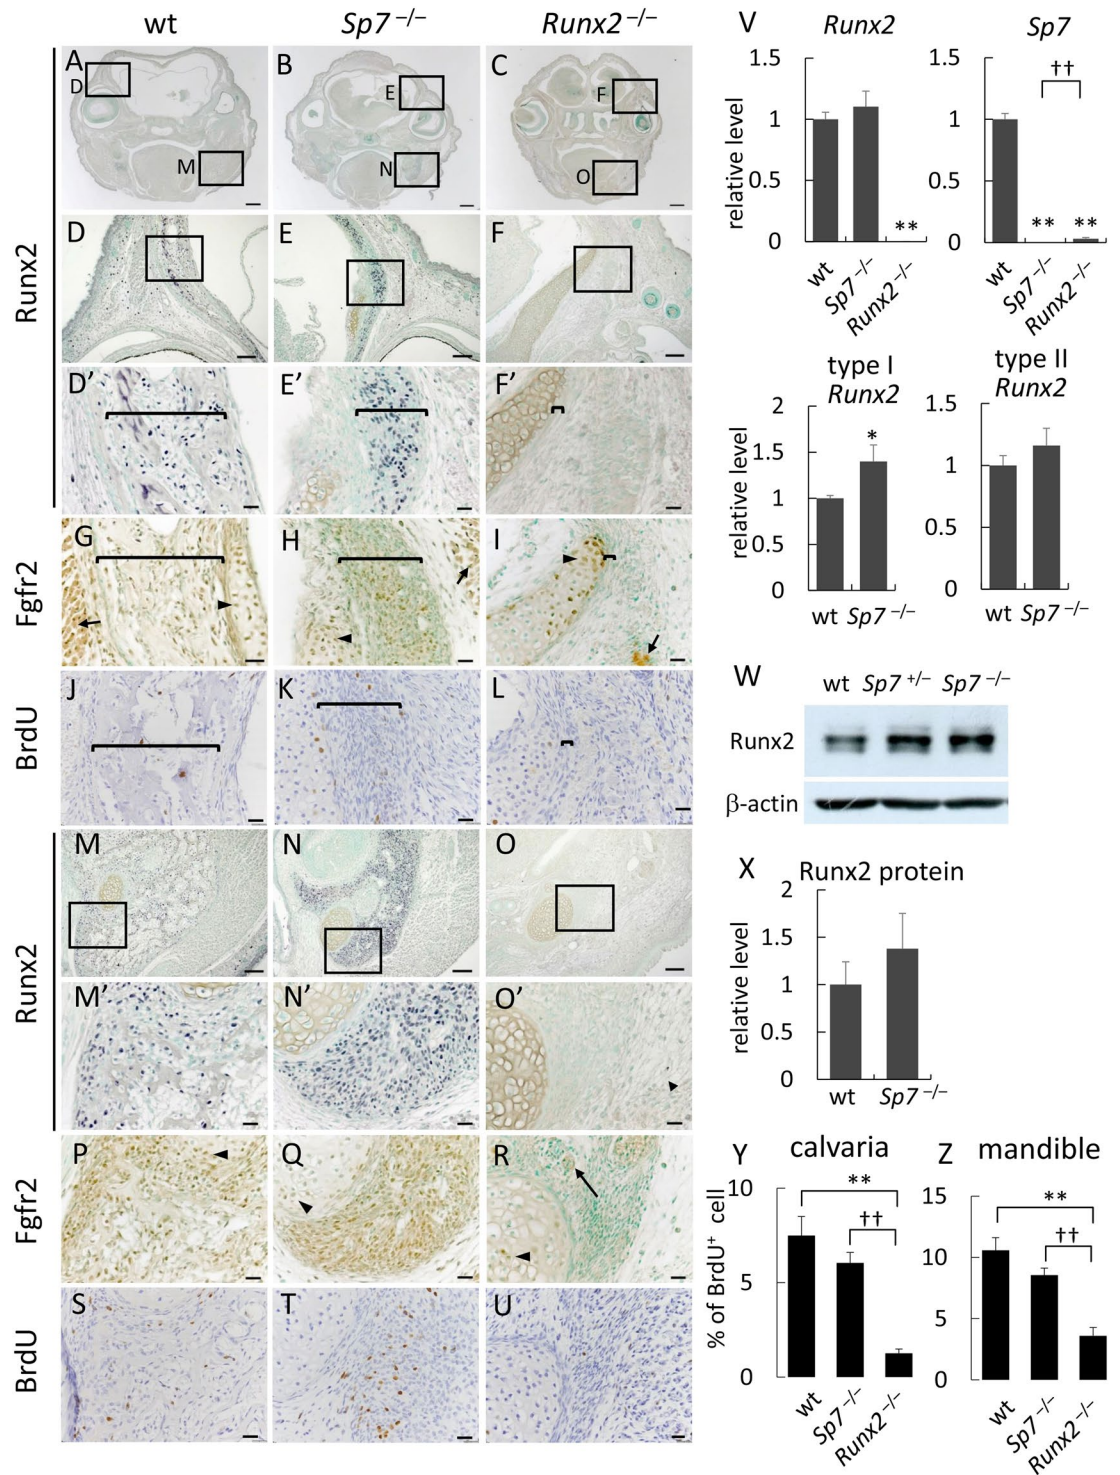 wt
Sp7 –/–
Runx2 –/–
A
D
M
B
E
N
C
F
O
Runx2
D
E
F
D’
E’
F’
Fgfr2
G
H
I
BrdU
J
K
L
Runx2
M
N
O
M’
N’
O’
Fgfr2
P
Q
R
BrdU
S
T
U
V
Runx2
relative level
1.5
1
0.5
0
**
wt
Sp7 –/–
Runx2 –/–
Sp7
1.5
1
0.5
0
††
**
**
wt
Sp7 –/–
Runx2 –/–
type I
Runx2
relative level
2
1.5
1
0.5
0
*
wt Sp7 –/–
type II
Runx2
1.5
1
0.5
0
wt Sp7 –/–
W
wt Sp7 +/– Sp7 –/–
Runx2
β-actin
X
Runx2 protein
relative level
2
1.5
1
0.5
0
wt Sp7 –/–
Y
calvaria
% of BrdU+ cell
10
5
0
**
††
wt
Sp7 –/–
Runx2 –/–
Z
mandible
15
10
5
0
**
††
wt
Sp7 –/–
Runx2 –/–